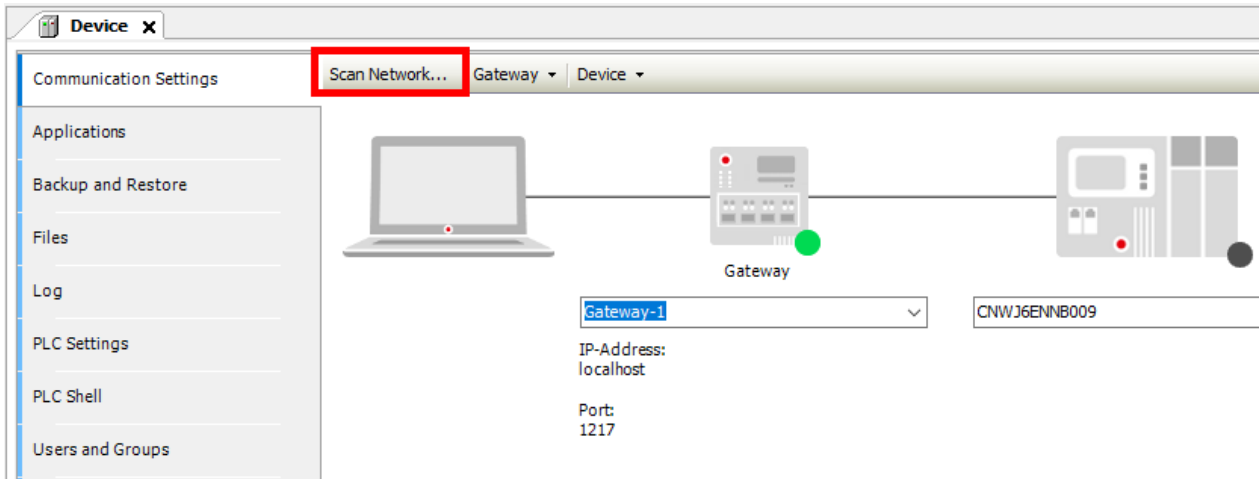 Device
Communication Settings
Scan Network...
Gateway
Device
Applications
Backup and Restore
Files
Log
PLC Settings
PLC Shell
Users and Groups
Gateway
Gateway-1
CNWJ6ENNB009
IP-Address:
localhost
Port:
1217